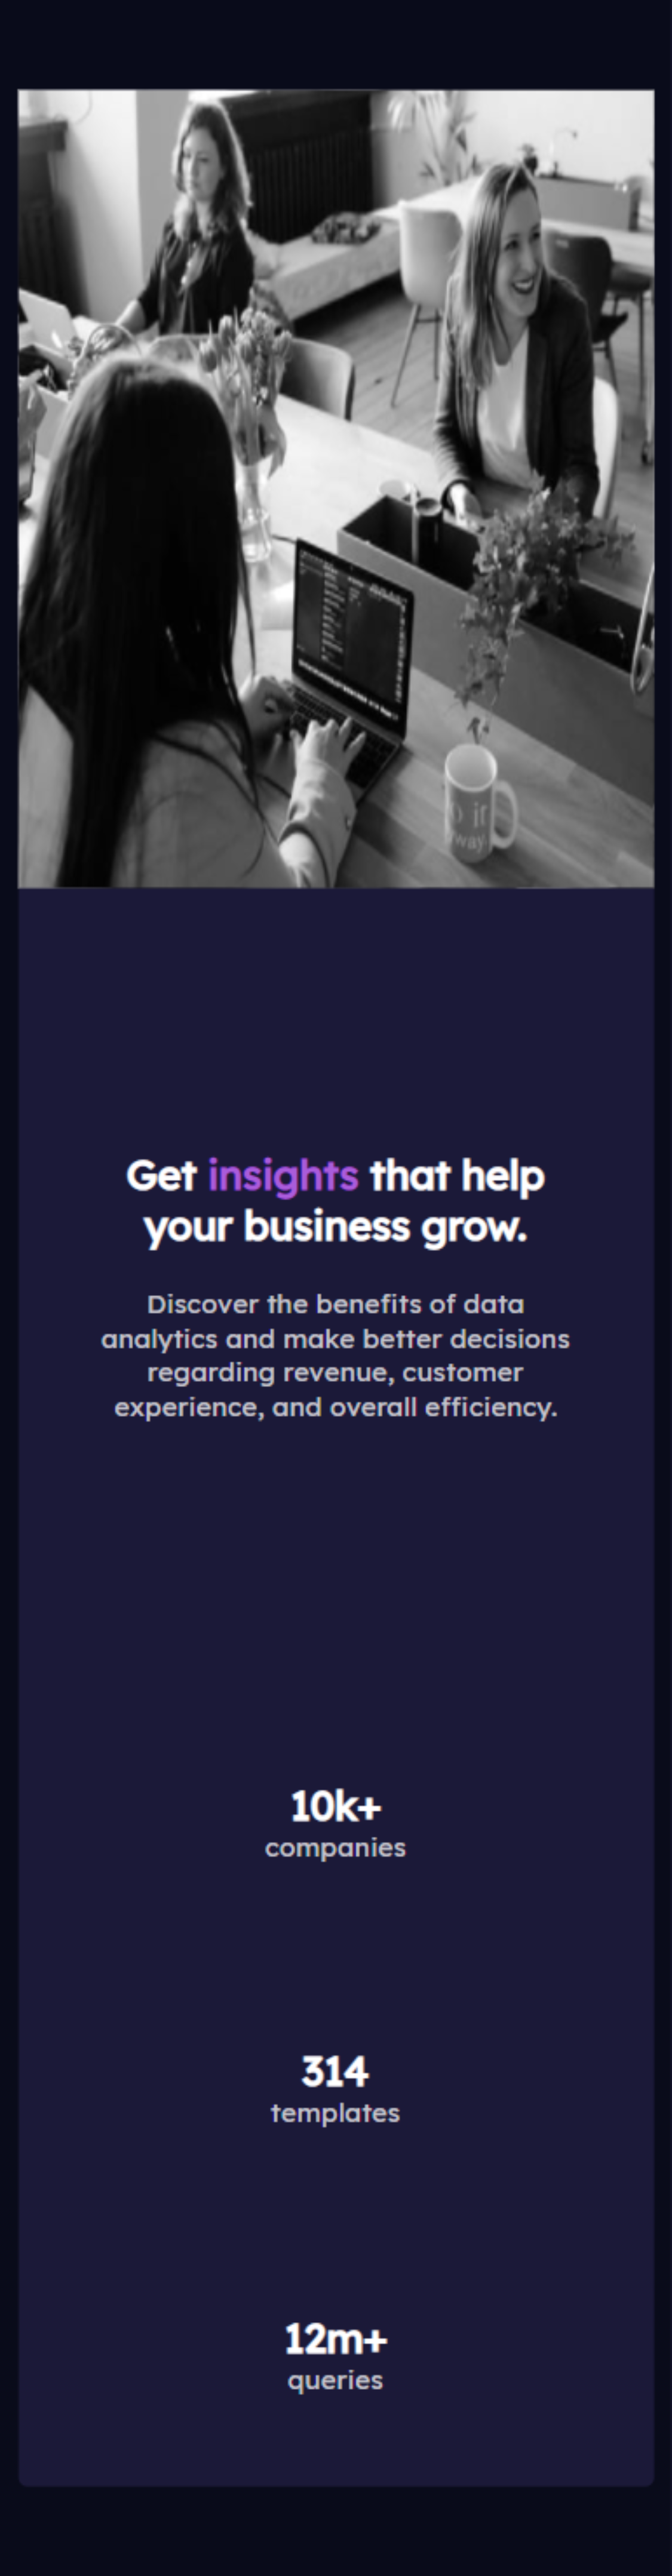 Get insights that help
your business grow.
Discover the benefits of data
analytics and make better decisions
regarding revenue, customer
experience, and overall efficiency.
10k+
companies
314
templates
12m+
queries